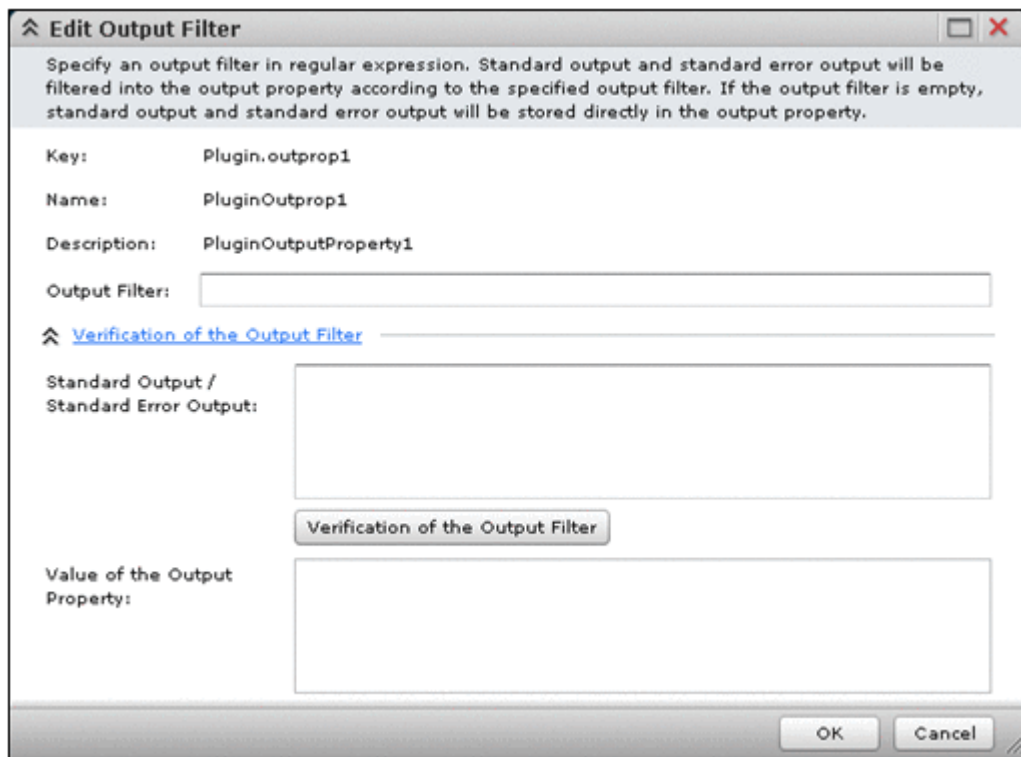 Edit Output Filter
Specify an output filter in regular expression. Standard output and standard error output will be
filtered into the output property according to the specified output filter. If the output filter is empty,
standard output and standard error output will be stored directly in the output property.
Key: Plugin.outprop1
Name: PluginOutprop1
Description: PluginOutputProperty1
Output Filter:
Verification of the Output Filter
Standard Output /
Standard Error Output:
Verification of the Output Filter
Value of the Output
Property:
OK Cancel